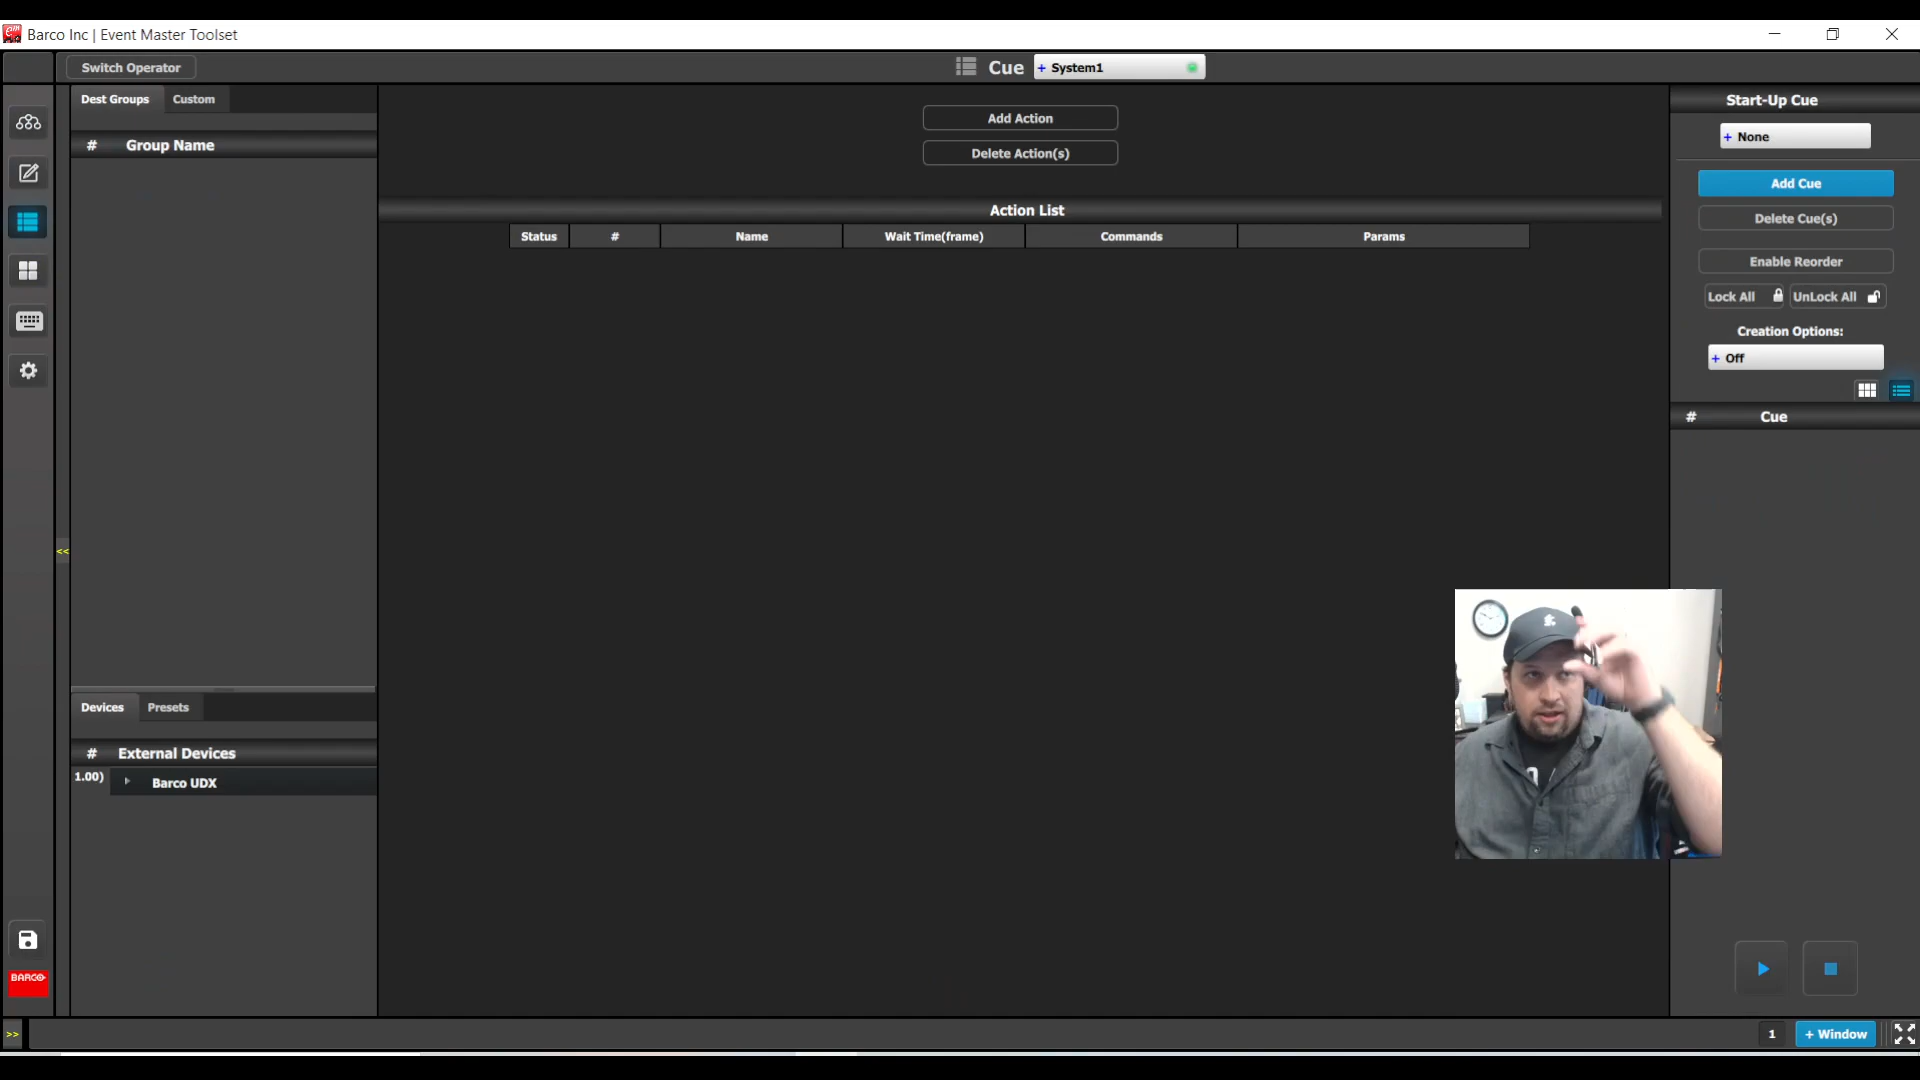 Barco Inc | Event Master Toolset
Switch Operator
Cue
+ System1
Dest Groups
Custom
# Group Name
Add Action
Delete Action(s)
Action List
Status # Name Wait Time(frame) Commands Params
Start-Up Cue
+ None
Add Cue
Delete Cue(s)
Enable Reorder
Lock All
UnLock All
Creation Options:
+ Off
# Cue
<<
Devices
Presets
# External Devices
1.00) Barco UDX
BARCO
>>
1
+ Window